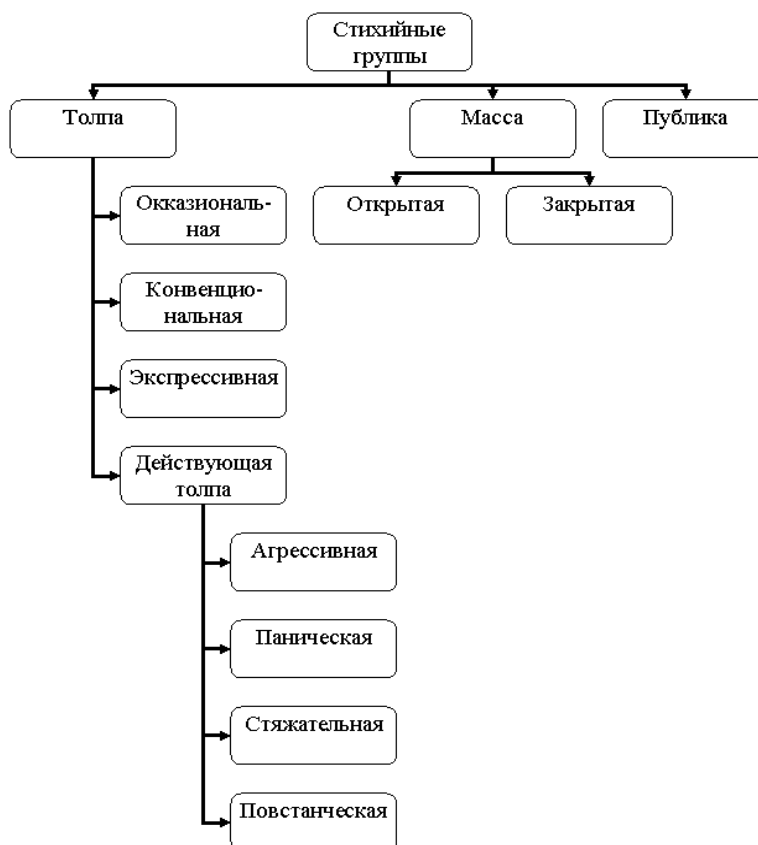 Стихийные
группы
Толпа
Масса
Публика
Окказиональ-
ная
Открытая
Закрытая
Конвенцио-
нальная
Экспрессивная
Действующая
толпа
Агрессивная
Паническая
Стяжательная
Повстанческая